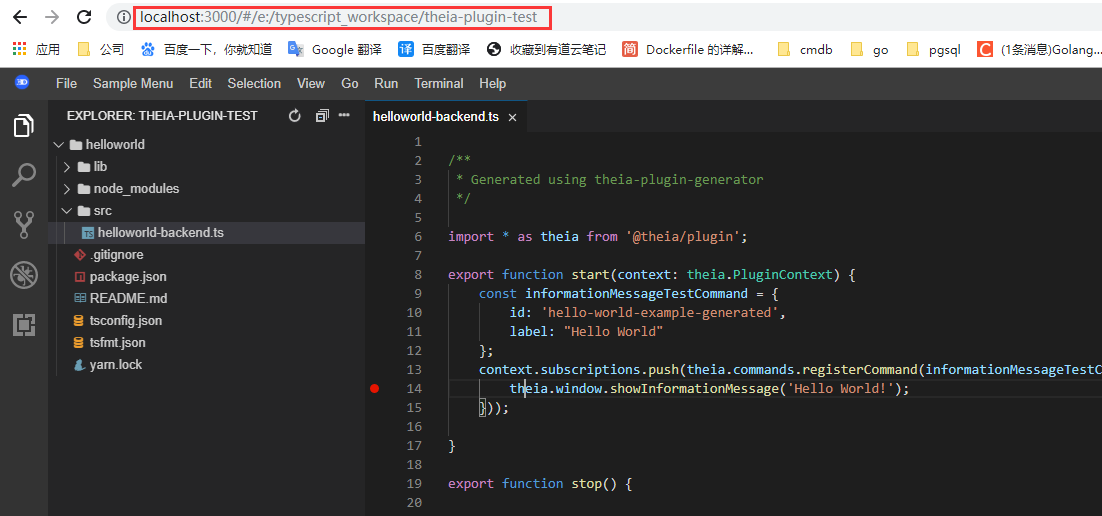 localhost:3000/#/e:/typescript_workspace/theia-plugin-test
应用 公司 百度一下，你就知道 Google 翻译 译 百度翻译 收藏到有道云笔记 简 Dockerfile 的详解... cmdb go pgsql C (1条消息)Golang...
File Sample Menu Edit Selection View Go Run Terminal Help
EXPLORER: THEIA-PLUGIN-TEST
helloworld
lib
node_modules
src
TS helloworld-backend.ts
.gitignore
package.json
README.md
tsconfig.json
tsfmt.json
yarn.lock
helloworld-backend.ts ×
1
2 /**
3 * Generated using theia-plugin-generator
4 */
5
6 import * as theia from '@theia/plugin';
7
8 export function start(context: theia.PluginContext) {
9 const informationMessageTestCommand = {
10 id: 'hello-world-example-generated',
11 label: "Hello World"
12 };
13 context.subscriptions.push(theia.commands.registerCommand(informationMessageTestC
14 theia.window.showInformationMessage('Hello World!');
15 }));
16
17 }
18
19 export function stop() {
20